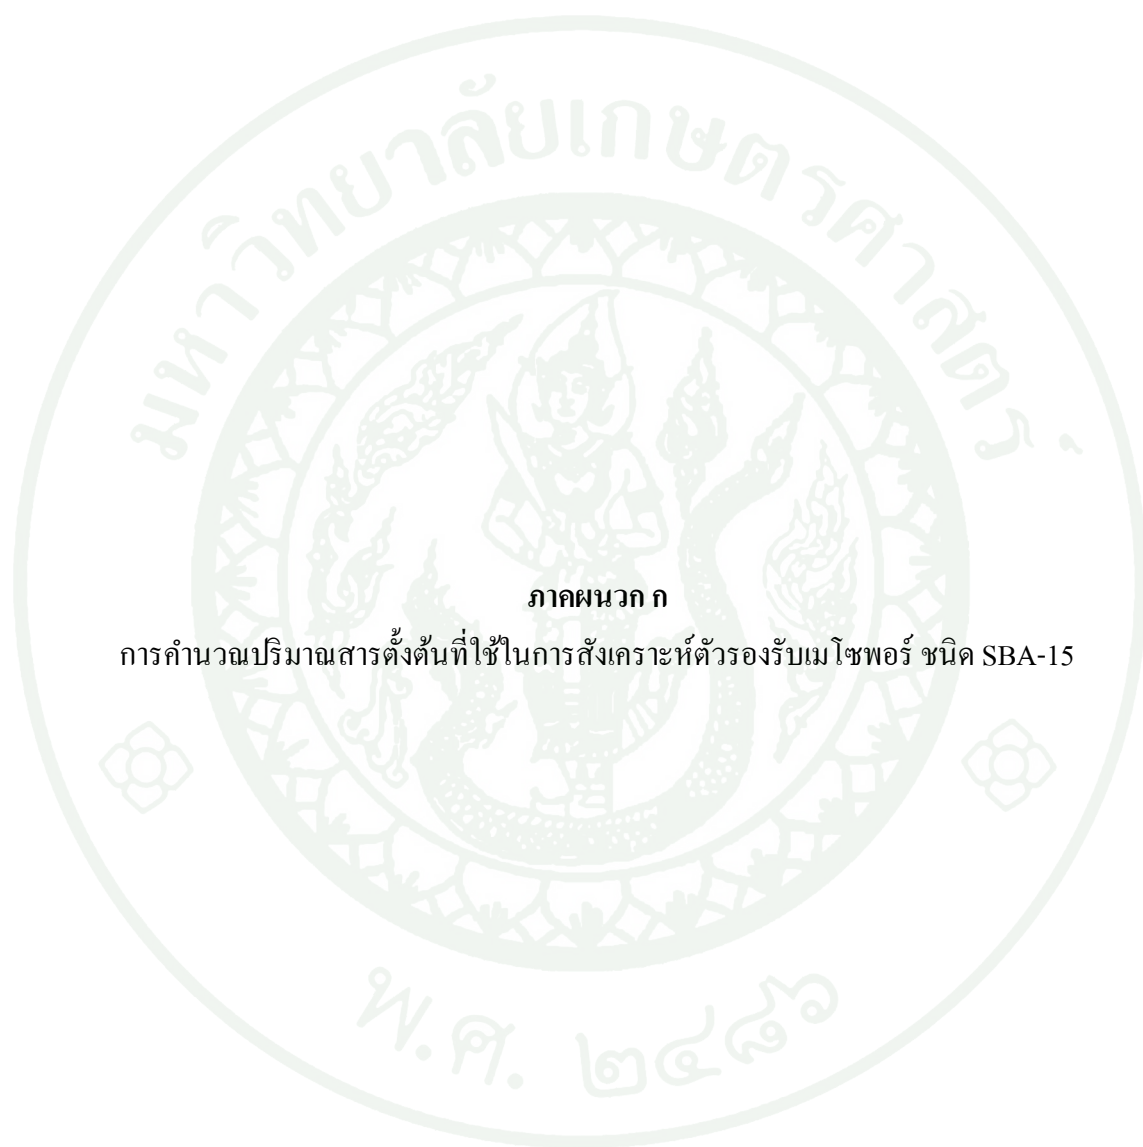 มหาวิทยาลัยเกษตรศาสตร์
ภาคผนวก ก
การคำนวณปริมาณสารตั้งต้นที่ใช้ในการสังเคราะห์ตัวรองรับเมโซพอร์ ชนิด SBA-15
พ.ศ. ๒๔๘๖